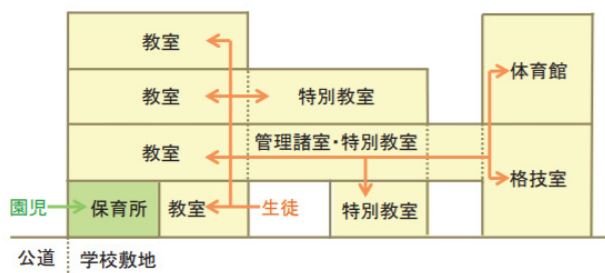 教室
体育館
教室
特別教室
教室
管理諸室・特別教室
格技室
園児
保育所
教室
生徒
特別教室
公道
学校敷地